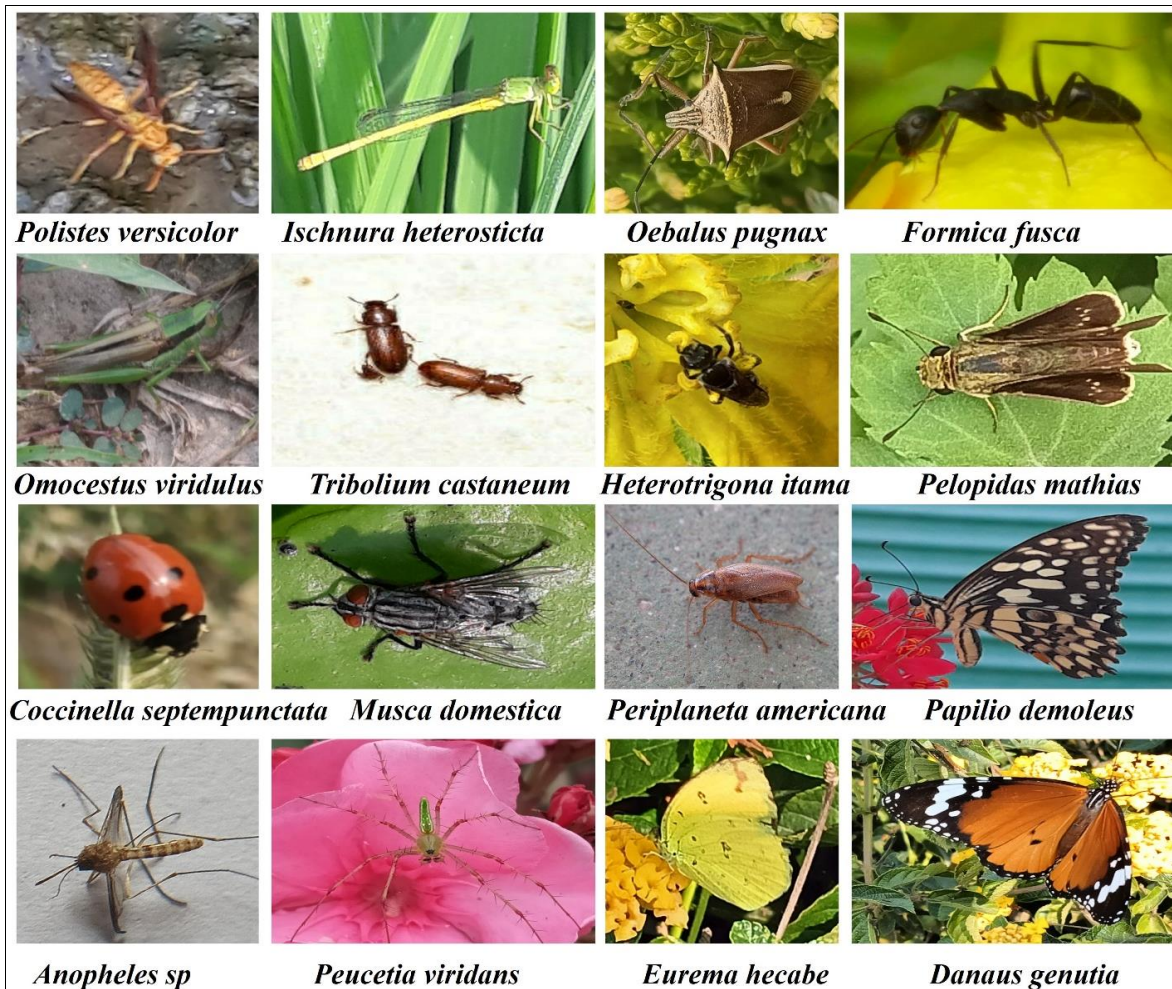 Polistes versicolor Ischnura heterosticta Oebalus pugnax Formica fusca
Omocestus viridulus Tribolium castaneum Heterotrigona itama Pelopidas mathias
Coccinella septempunctata Musca domestica Periplaneta americana Papilio demoleus
Anopheles sp Peucetia viridans Eurema hecabe Danaus genutia